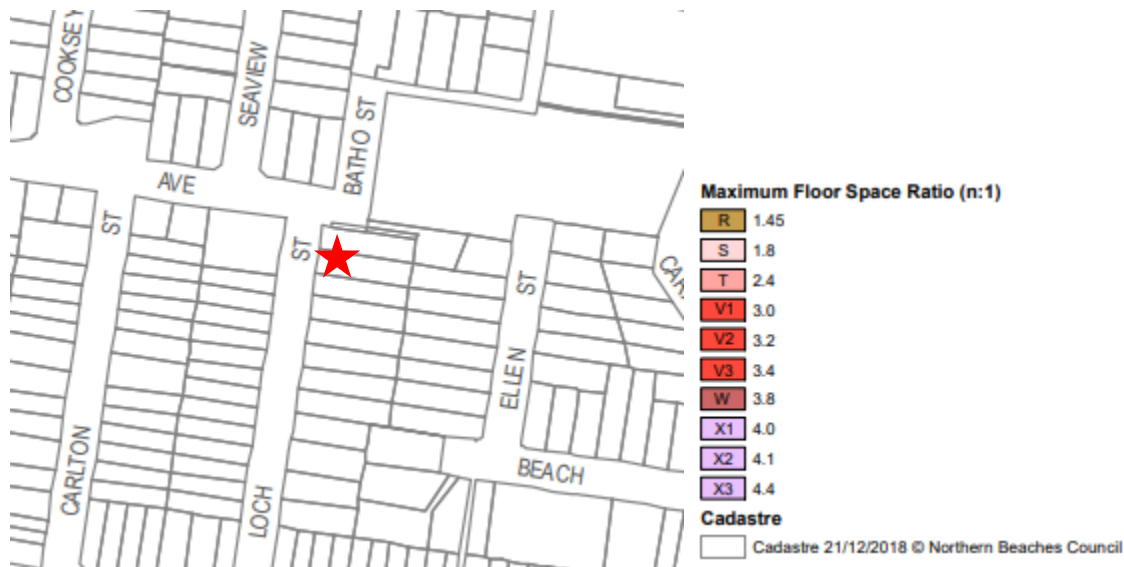 COOKSEY
SEAVIEW
BATHO ST
AVE
ST
ST
ST
ELLEN
CARLTON
LOCH
BEACH
Maximum Floor Space Ratio (n:1)
R 1.45
S 1.8
T 2.4
V1 3.0
V2 3.2
V3 3.4
W 3.8
X1 4.0
X2 4.1
X3 4.4
Cadastre
Cadastre 21/12/2018 © Northern Beaches Council